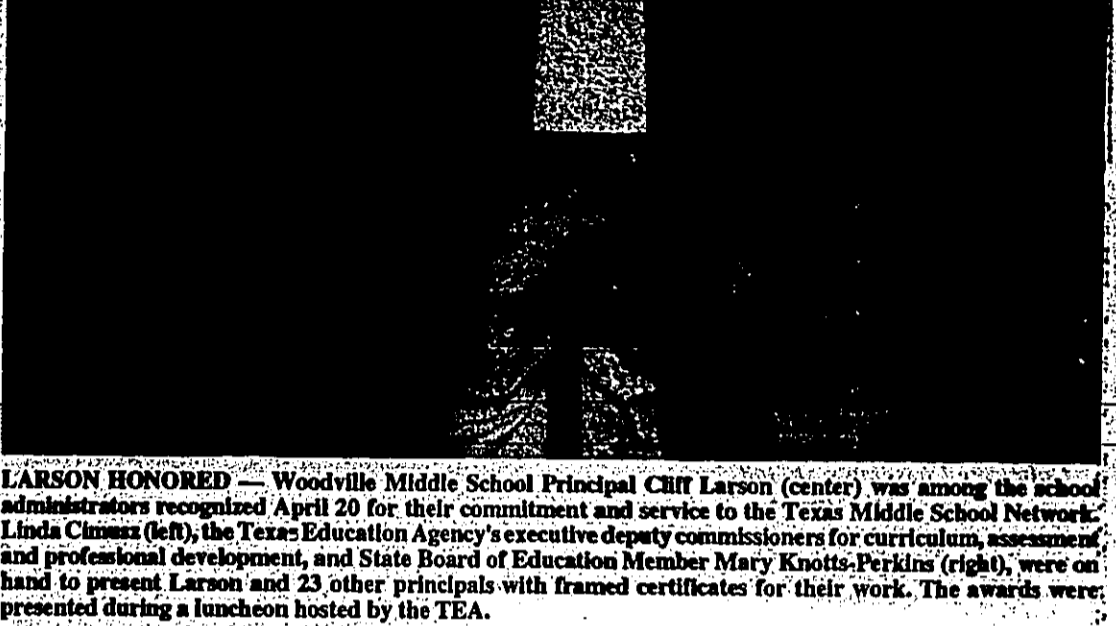 LARSON HONORED — Woodville Middle School Principal Cliff Larson (center) was among the school
administrators recognized April 20 for their commitment and service to the Texas Middle School Network.
Linda Cimusz (left), the Texas Education Agency's executive deputy commissioners for curriculum, assessment
and professional development, and State Board of Education Member Mary Knotts-Perkins (right), were on
hand to present Larson and 23 other principals with framed certificates for their work. The awards were
presented during a luncheon hosted by the TEA.